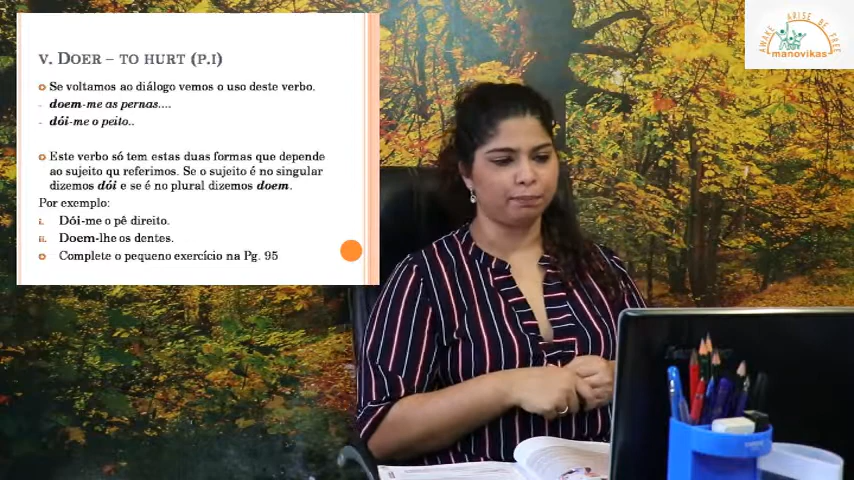 v. DOER – TO HURT (P.I)
Se voltamos ao diálogo vemos o uso deste verbo.
- doem-me as pernas....
- dói-me o peito..
Este verbo só tem estas duas formas que depende
ao sujeito qu referimos. Se o sujeito é no singular
dizemos dói e se é no plural dizemos doem.
Por exemplo:
i. Dói-me o pê direito.
ii. Doem-lhe os dentes.
Complete o pequeno exercício na Pg. 95
AWAKE ARISE BE FREE
manovikas